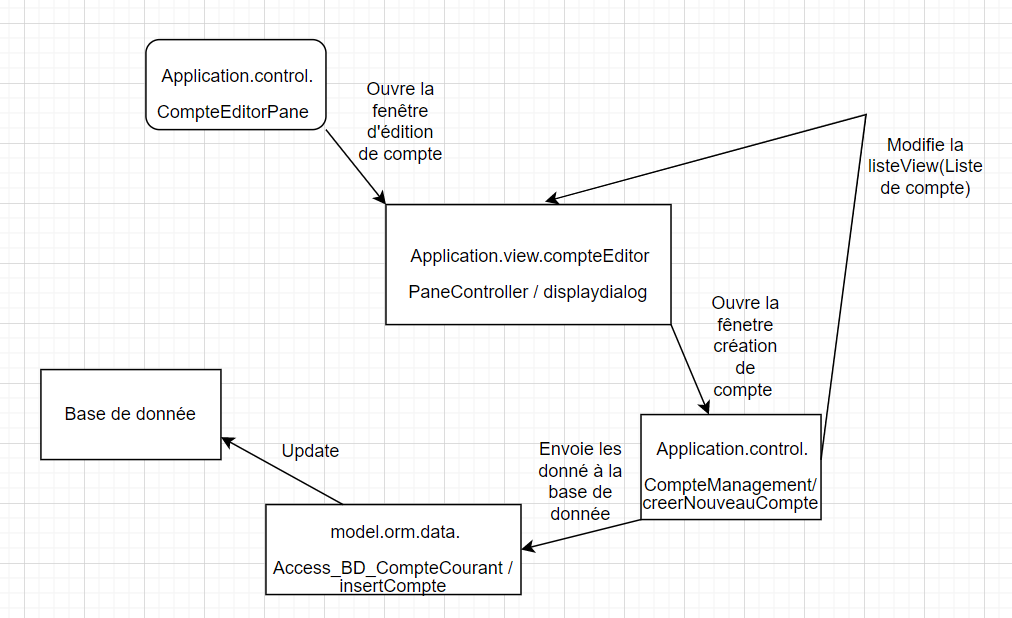 Application.control.
CompteEditorPane
Ouvre la
fenêtre
d'édition
de compte
Modifie la
listeView(Liste
de compte)
Application.view.compteEditor
PaneController / displaydialog
Ouvre la
fênetre
création
de
compte
Base de donnée
Update
Envoie les
donné à la
base de
donnée
Application.control.
CompteManagement/
creerNouveauCompte
model.orm.data.
Access_BD_CompteCourant /
insertCompte